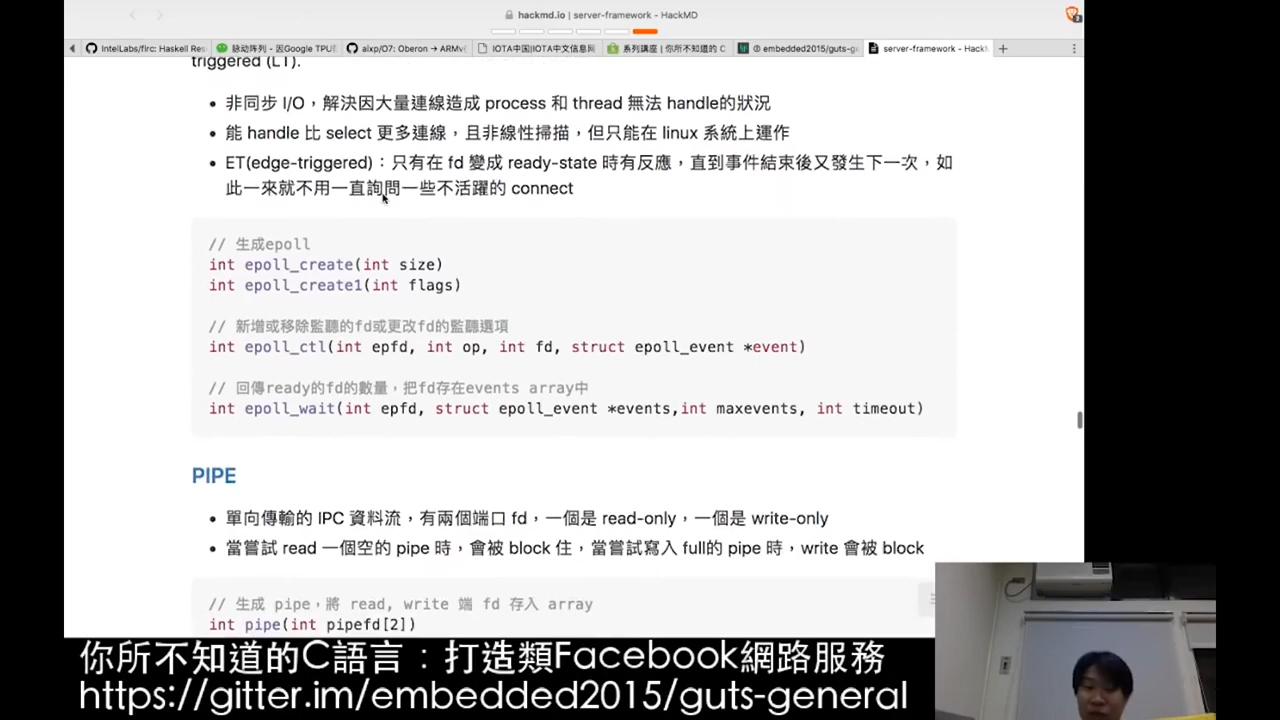 hackmd.io | server-framework - HackMD
IntelLabs/flrc: Haskell Res
脉动阵列 - 因Google TPU
aixp/O7: Oberon → ARMv
IOTA中国|IOTA中文信息网
系列講座 | 你所不知道的 C
embedded2015/guts-ge
server-framework - HackM
triggered (LT).
非同步 I/O，解決因大量連線造成 process 和 thread 無法 handle的狀況
能 handle 比 select 更多連線，且非線性掃描，但只能在 linux 系統上運作
ET(edge-triggered)：只有在 fd 變成 ready-state 時有反應，直到事件結束後又發生下一次，如
此一來就不用一直詢問一些不活躍的 connect
// 生成epoll
int epoll_create(int size)
int epoll_create1(int flags)
// 新增或移除監聽的fd或更改fd的監聽選項
int epoll_ctl(int epfd, int op, int fd, struct epoll_event *event)
// 回傳ready的fd的數量，把fd存在events array中
int epoll_wait(int epfd, struct epoll_event *events,int maxevents, int timeout)
PIPE
單向傳輸的 IPC 資料流，有兩個端口 fd，一個是 read-only，一個是 write-only
當嘗試 read 一個空的 pipe 時，會被 block 住，當嘗試寫入 full的 pipe 時，write 會被 block
// 生成 pipe，將 read, write 端 fd 存入 array
int pipe(int pipefd[2])
你所不知道的C語言：打造類Facebook網路服務
https://gitter.im/embedded2015/guts-general